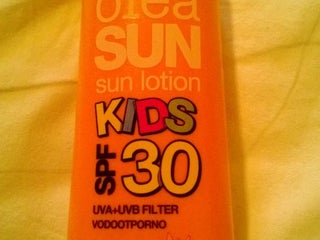 olea
SUN
sun lotion
KIDS
SPF 30
UVA+UVB FILTER
VODOOTPORNO